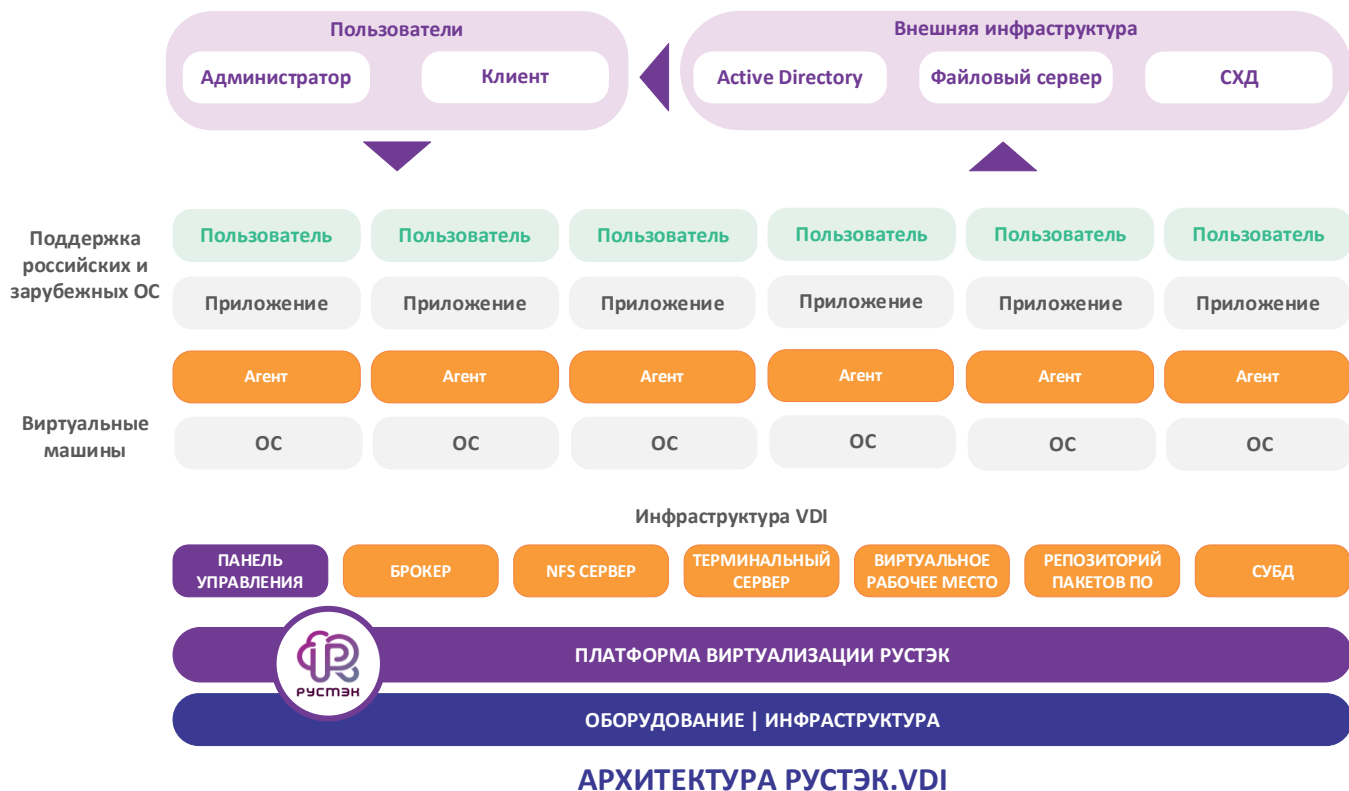 Пользователи
Администратор
Клиент
Внешняя инфраструктура
Active Directory
Файловый сервер
СХД
Поддержка
российских и
зарубежных ОС
Пользователь
Пользователь
Пользователь
Пользователь
Пользователь
Пользователь
Приложение
Приложение
Приложение
Приложение
Приложение
Приложение
Виртуальные
машины
Агент
Агент
Агент
Агент
Агент
Агент
ОС
ОС
ОС
ОС
ОС
ОС
Инфраструктура VDI
ПАНЕЛЬ
УПРАВЛЕНИЯ
БРОКЕР
NFS СЕРВЕР
ТЕРМИНАЛЬНЫЙ
СЕРВЕР
ВИРТУАЛЬНОЕ
РАБОЧЕЕ МЕСТО
РЕПОЗИТОРИЙ
ПАКЕТОВ ПО
СУБД
РУСТЭК
ПЛАТФОРМА ВИРТУАЛИЗАЦИИ РУСТЭК
ОБОРУДОВАНИЕ | ИНФРАСТРУКТУРА
АРХИТЕКТУРА РУСТЭК.VDI